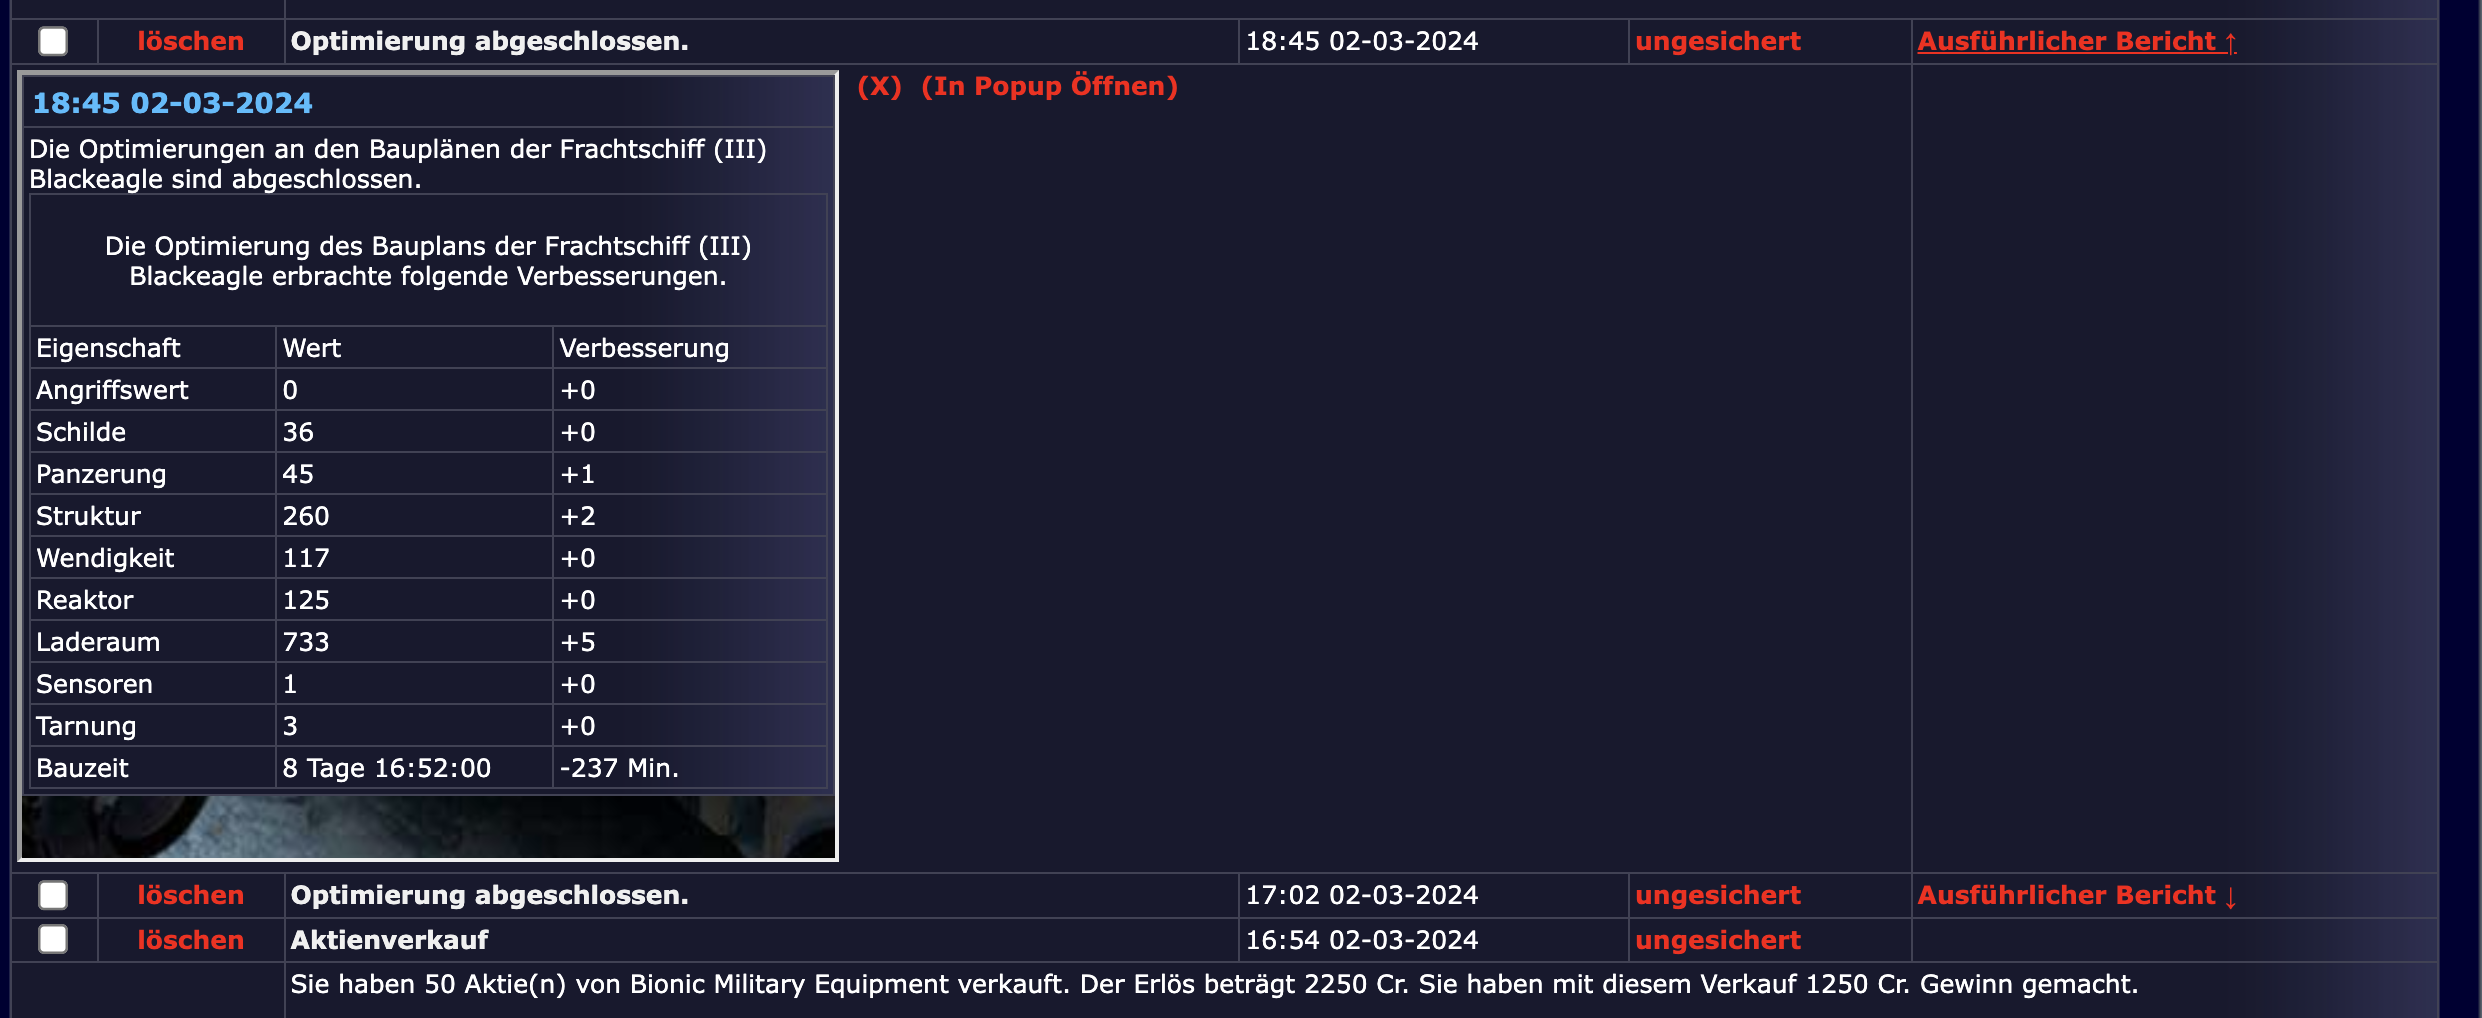 löschen Optimierung abgeschlossen. 18:45 02-03-2024 ungesichert Ausführlicher Bericht ↑
(X) (In Popup Öffnen)
18:45 02-03-2024
Die Optimierungen an den Bauplänen der Frachtschiff (III)
Blackeagle sind abgeschlossen.
Die Optimierung des Bauplans der Frachtschiff (III)
Blackeagle erbrachte folgende Verbesserungen.
Eigenschaft Wert Verbesserung
Angriffswert 0 +0
Schilde 36 +0
Panzerung 45 +1
Struktur 260 +2
Wendigkeit 117 +0
Reaktor 125 +0
Laderaum 733 +5
Sensoren 1 +0
Tarnung 3 +0
Bauzeit 8 Tage 16:52:00 -237 Min.
löschen Optimierung abgeschlossen. 17:02 02-03-2024 ungesichert Ausführlicher Bericht ↓
löschen Aktienverkauf 16:54 02-03-2024 ungesichert
Sie haben 50 Aktie(n) von Bionic Military Equipment verkauft. Der Erlös beträgt 2250 Cr. Sie haben mit diesem Verkauf 1250 Cr. Gewinn gemacht.